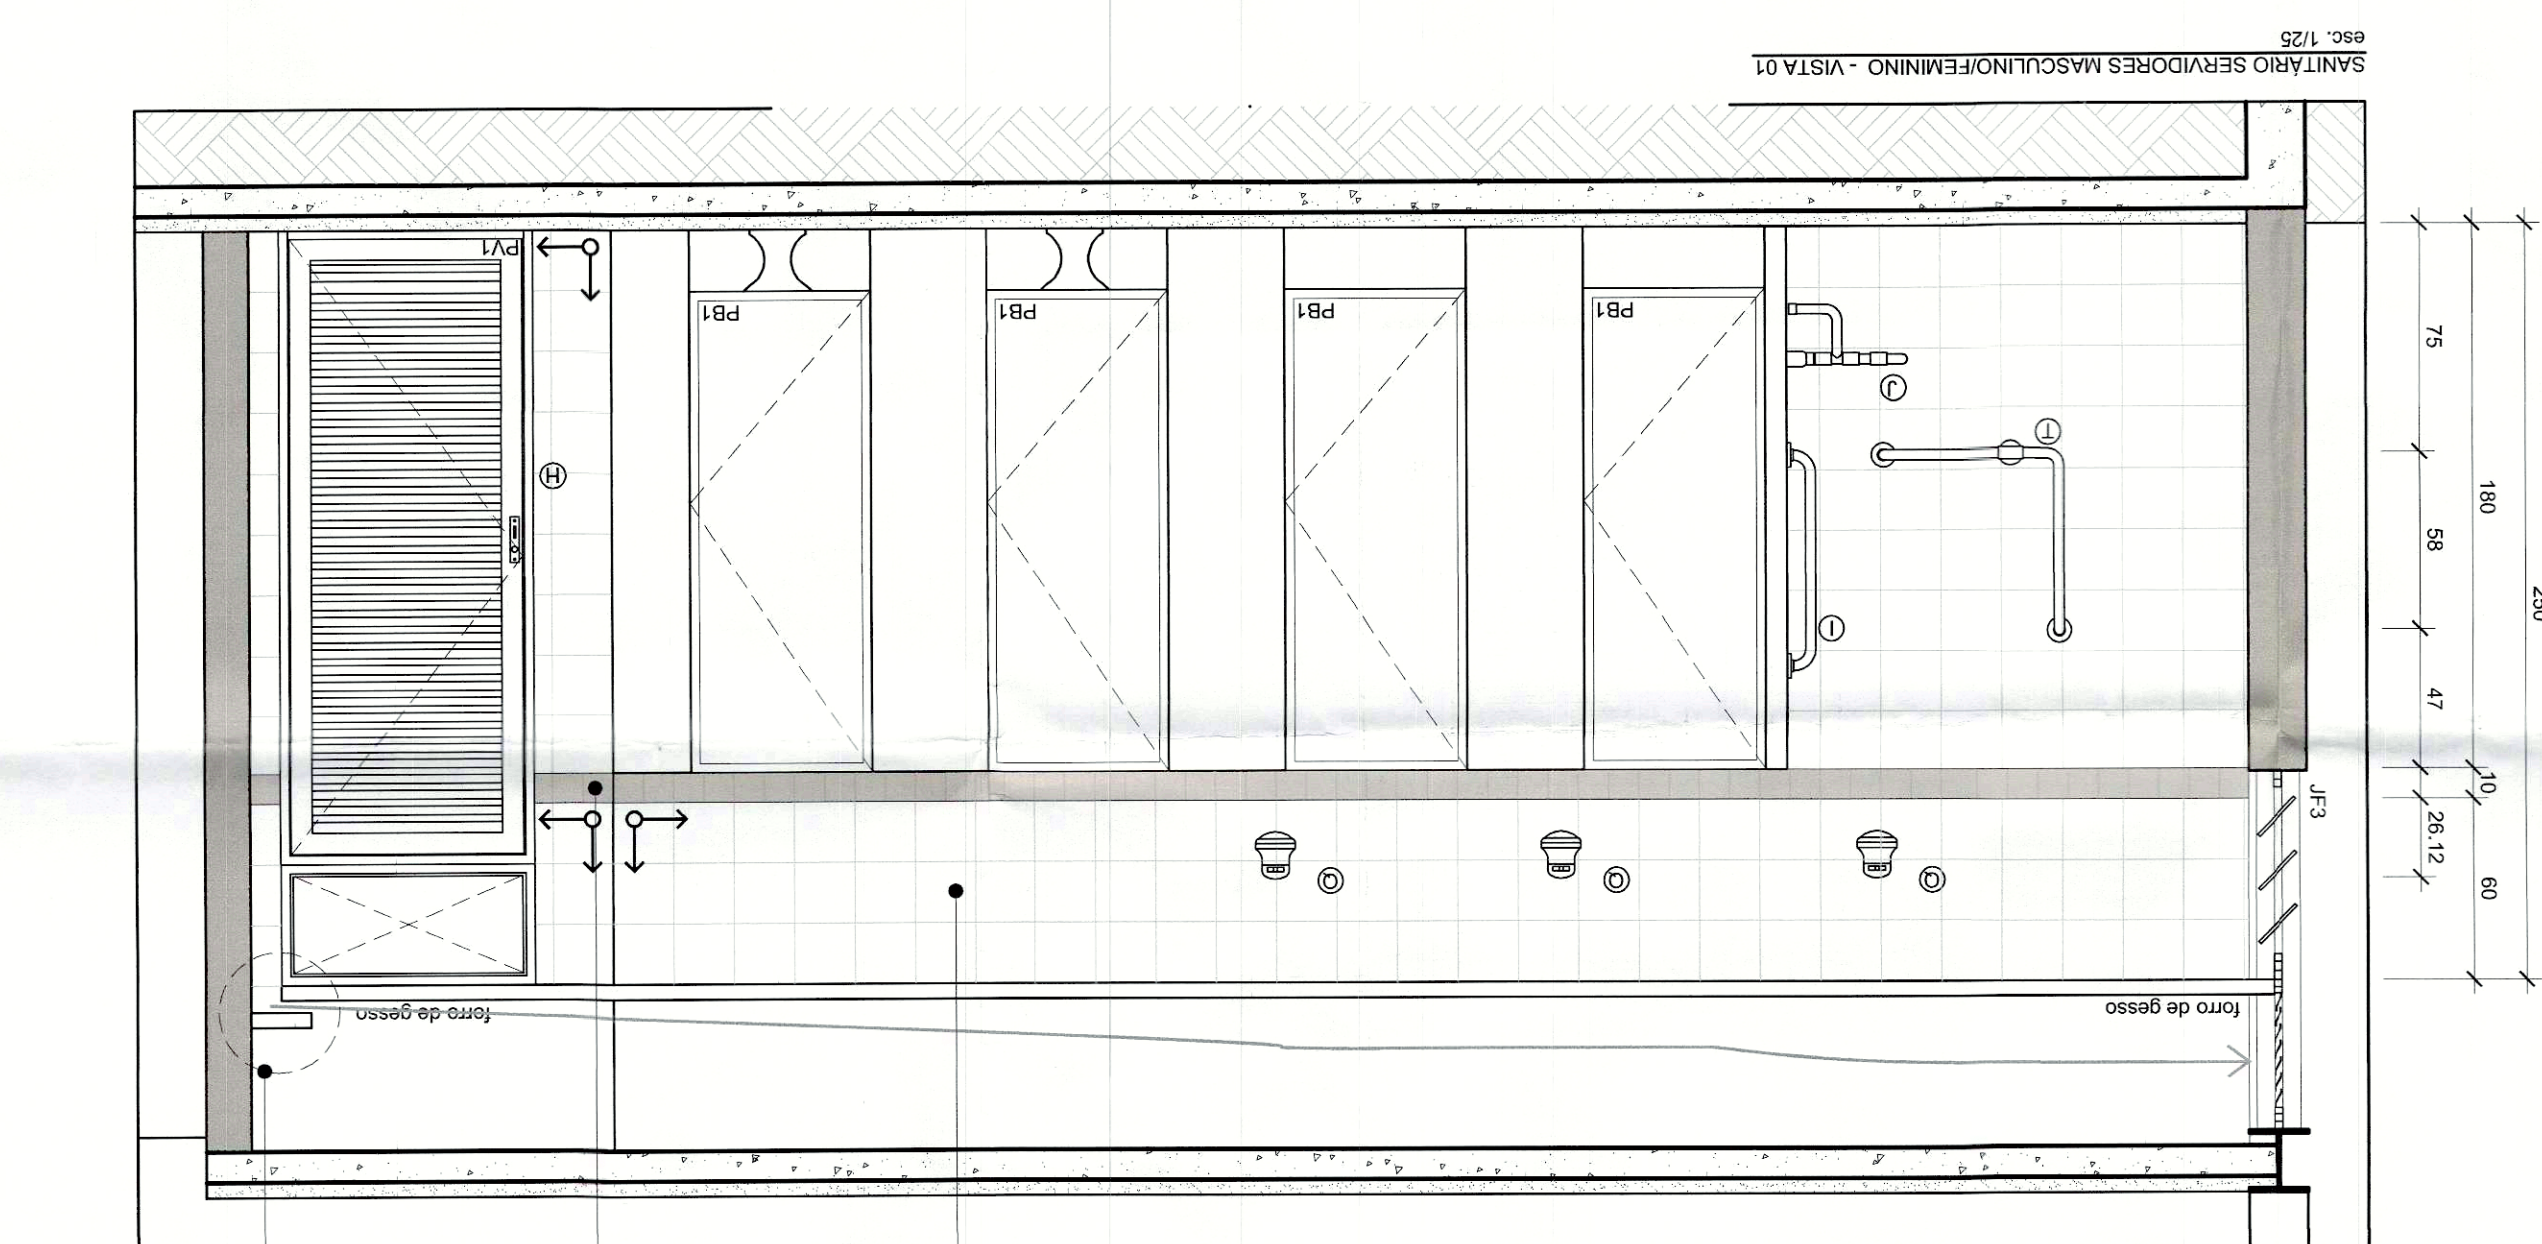 SANITÁRIO SERVIDORES MASCULINO/FEMININO - VISTA 01
esc. 1/25
PV1
H
PB1
PB1
PB1
PB1
J
T
I
75
58
47
26.12
180
10
60
250
JF3
Q
Q
Q
forro de gesso
forro de gesso